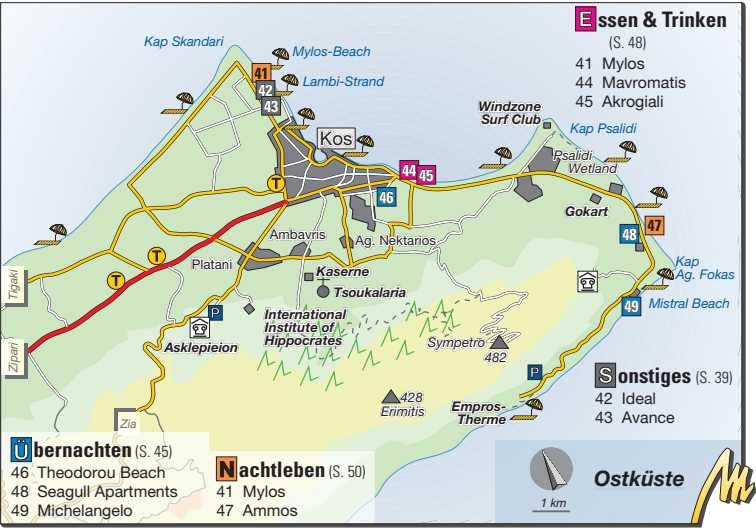 Essen & Trinken
(S. 48)
41 Mylos
44 Mavromatis
45 Akrogiali
Kap Skandari
Mylos-Beach
Lambi-Strand
41
42
43
Kos
Windzone
Surf Club
Kap Psalidi
Psalidi
Wetland
44
45
46
T
Gokart
47
48
Kap
Ag. Fokas
49
Mistral Beach
Ambavris
Ag. Nektarios
Platani
T
T
Kaserne
Tsoukalaria
Tigaki
Zipari
P
Asklepieion
International
Institute of
Hippocrates
Sympetro
482
428
Erimitis
P
Empros-
Therme
Zia
Sonstiges (S. 39)
42 Ideal
43 Avance
Übernachten (S. 45)
46 Theodorou Beach
48 Seagull Apartments
49 Michelangelo
Nachtleben (S. 50)
41 Mylos
47 Ammos
1 km
Ostküste